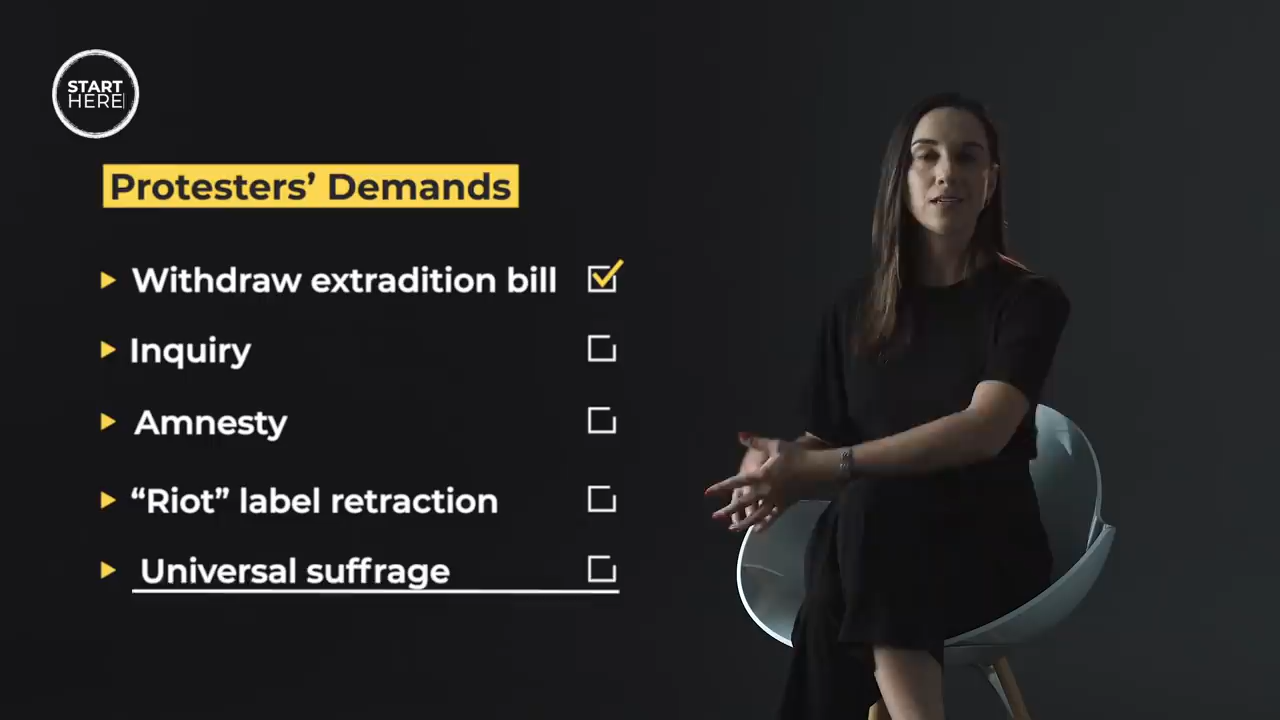 START
HERE
Protesters’ Demands
Withdraw extradition bill
Inquiry
Amnesty
“Riot” label retraction
Universal suffrage